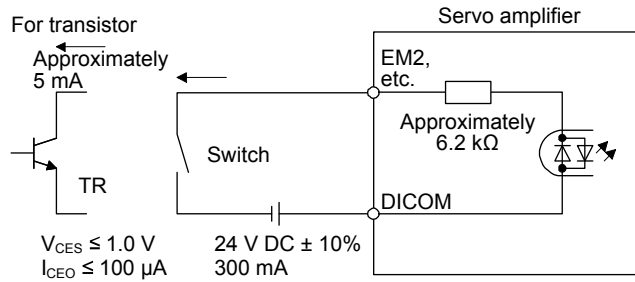 Servo amplifier
For transistor
Approximately
5 mA
EM2,
etc.
Approximately
6.2 kΩ
Switch
TR
DICOM
VCES ≤ 1.0 V
ICEO ≤ 100 μA
24 V DC ± 10%
300 mA